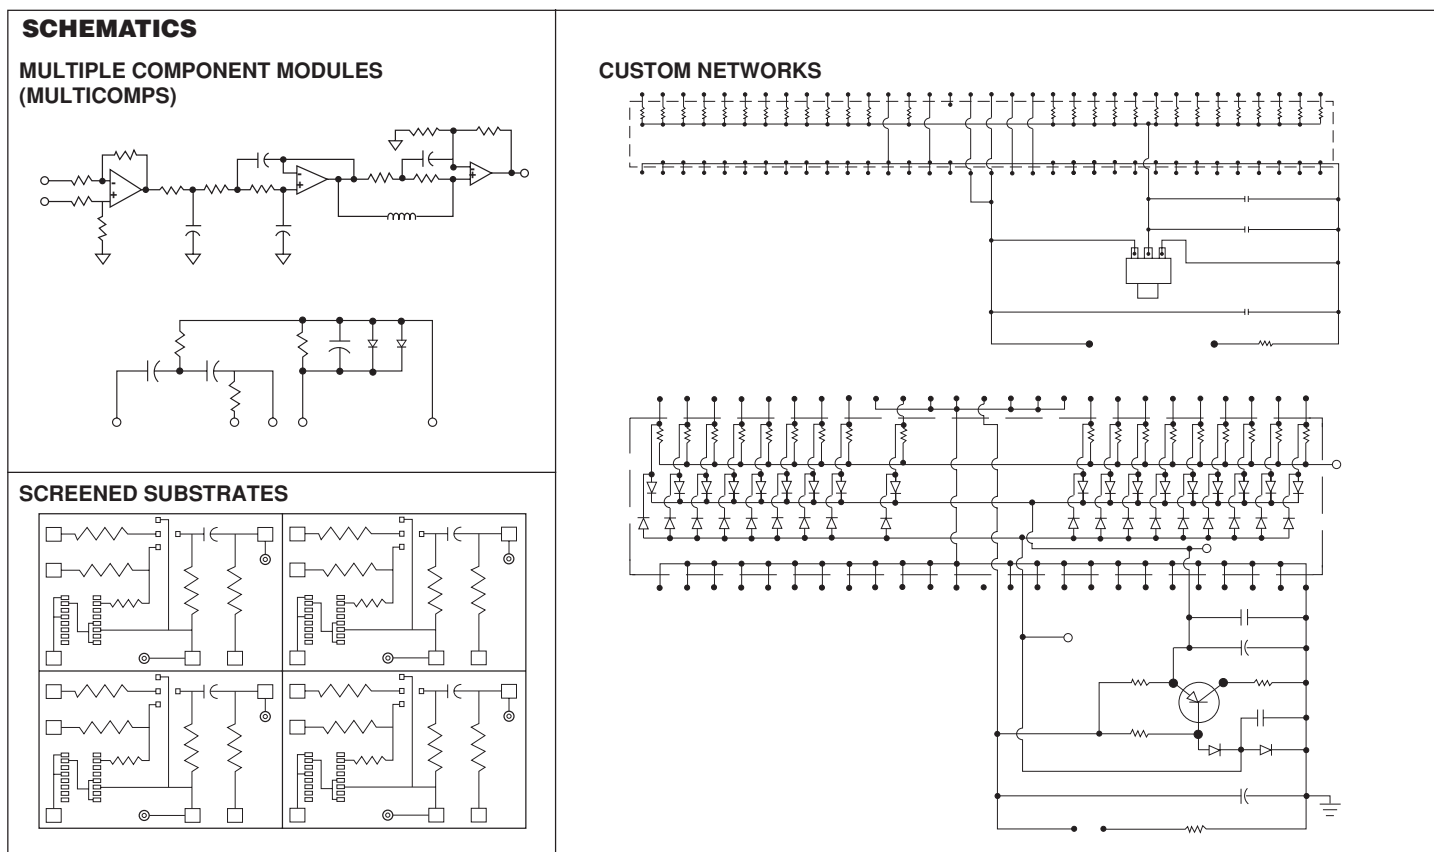 SCHEMATICS
MULTIPLE COMPONENT MODULES
(MULTICOMPS)
SCREENED SUBSTRATES
CUSTOM NETWORKS